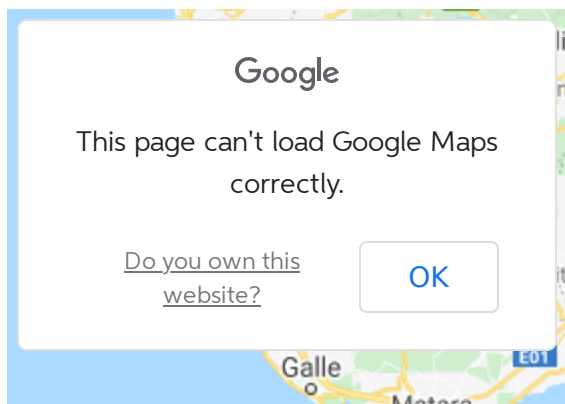 Google
This page can't load Google Maps
correctly.
Do you own this
website?
OK
Galle
E01